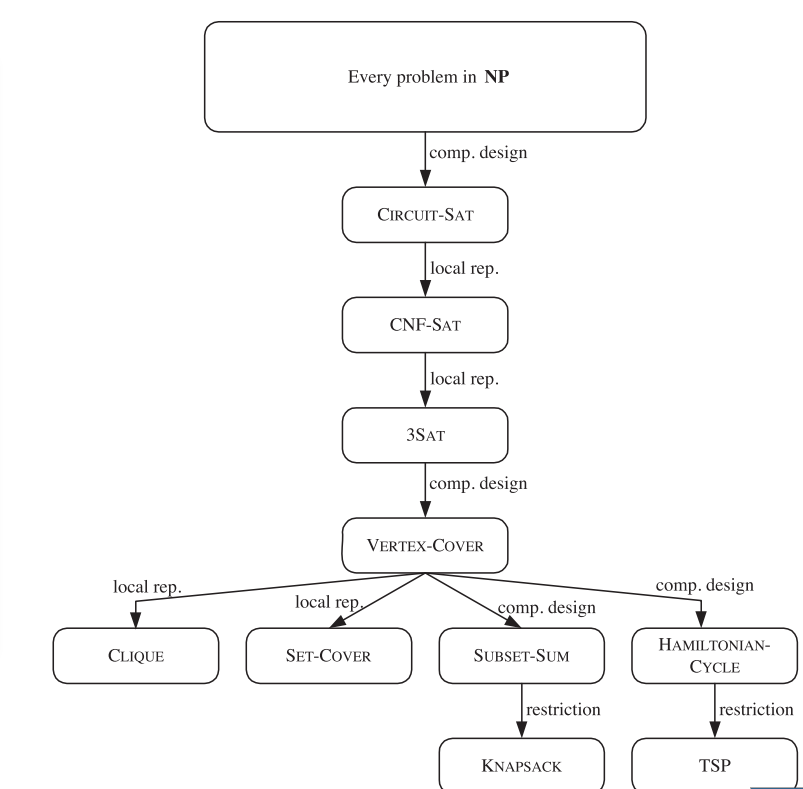 Every problem in NP
comp. design
CIRCUIT-SAT
local rep.
CNF-SAT
local rep.
3SAT
comp. design
VERTEX-COVER
local rep.
local rep.
comp. design
comp. design
CLIQUE
SET-COVER
SUBSET-SUM
HAMILTONIAN-
CYCLE
restriction
restriction
KNAPSACK
TSP